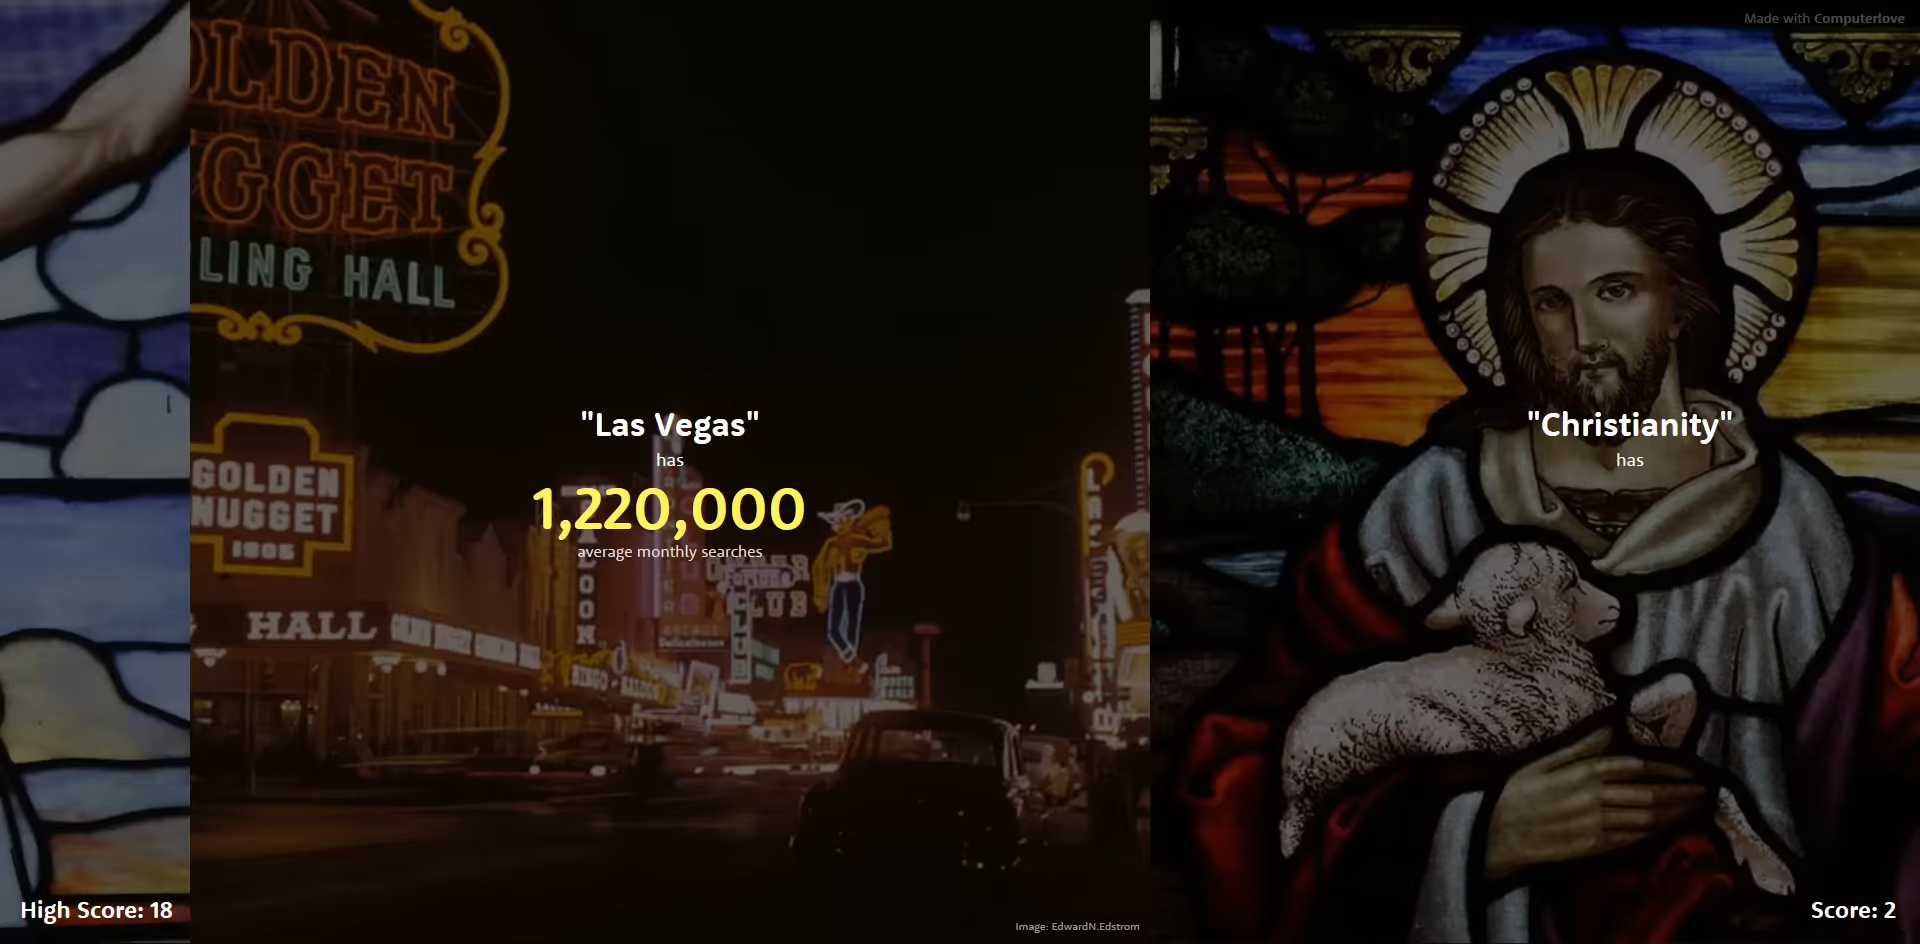 Made with Computerlove
OLDEN
GGET
LING HALL
"Las Vegas"
has
1,220,000
average monthly searches
"Christianity"
has
GOLDEN
NUGGET
1905
HALL
LUB
High Score: 18
Image: EdwardN.Edstrom
Score: 2